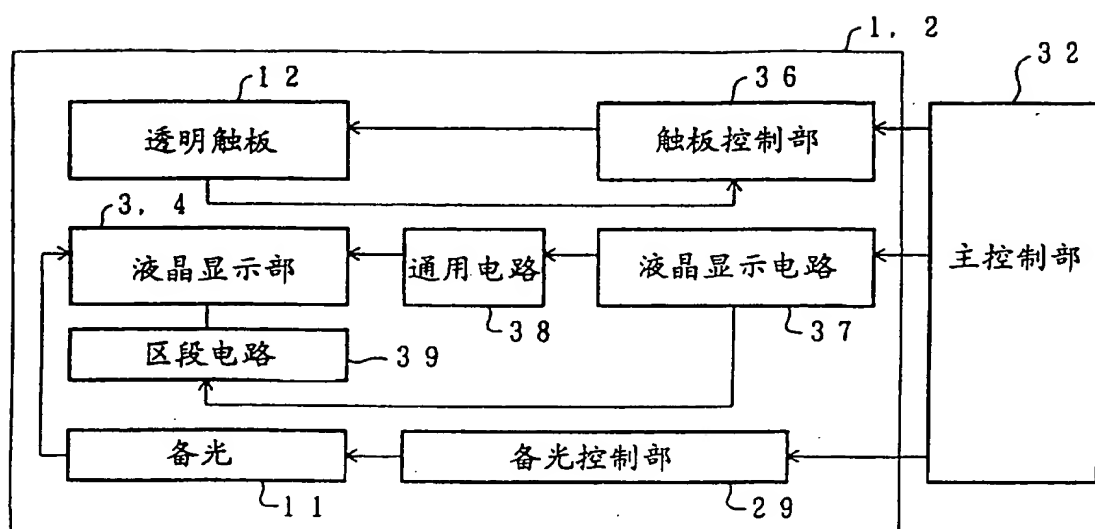 1, 2
32
12
36
透明触板
触板控制部
3, 4
液晶显示部
通用电路
液晶显示电路
主控制部
38
37
区段电路
39
备光
备光控制部
11
29